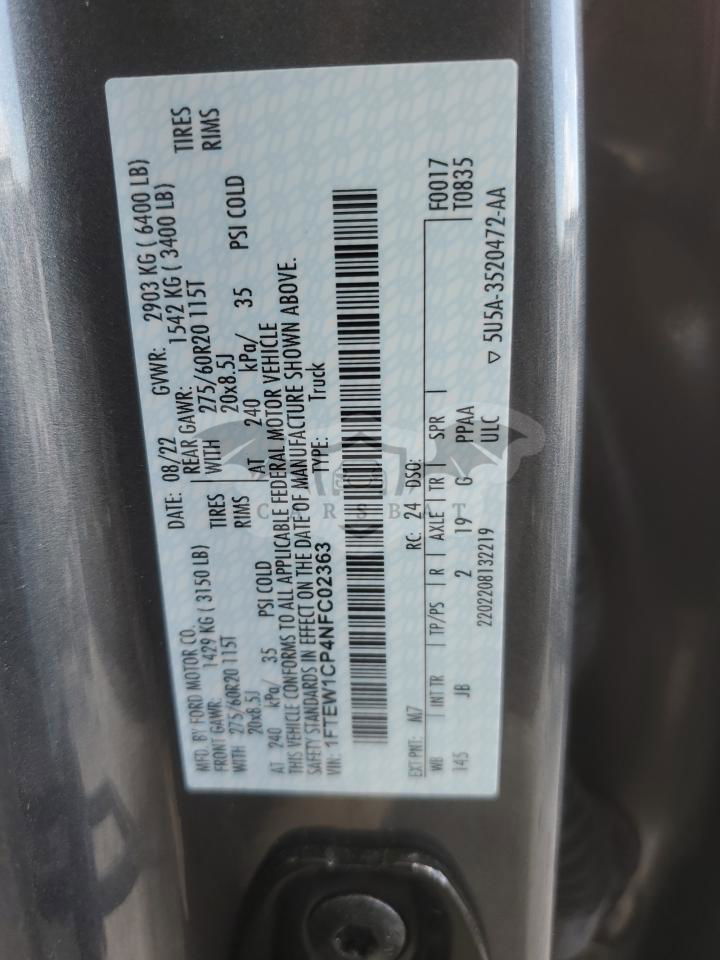 MFD. BY FORD MOTOR CO.
DATE: 08/22 GVWR: 2903 KG ( 6400 LB)
FRONT GAWR: 1429 KG ( 3150 LB) REAR GAWR: 1542 KG ( 3400 LB)
WITH 275/60R20 115T TIRES WITH 275/60R20 115T TIRES
20x8.5J RIMS 20x8.5J RIMS
AT 240 kPa/ 35 PSI COLD AT 240 kPa/ 35 PSI COLD
THIS VEHICLE CONFORMS TO ALL APPLICABLE FEDERAL MOTOR VEHICLE
SAFETY STANDARDS IN EFFECT ON THE DATE OF MANUFACTURE SHOWN ABOVE.
VIN: 1FTEW1CP4NFC02363 TYPE: Truck
CARSBAT
EXT PNT: M7 RC: 24 DSO: F0017
T0835
WB INT TR TP/PS R AXLE TR SPR
145 JB 2 19 G PPAA
2202208132219 ULC ▽ 5U5A-3520472-AA